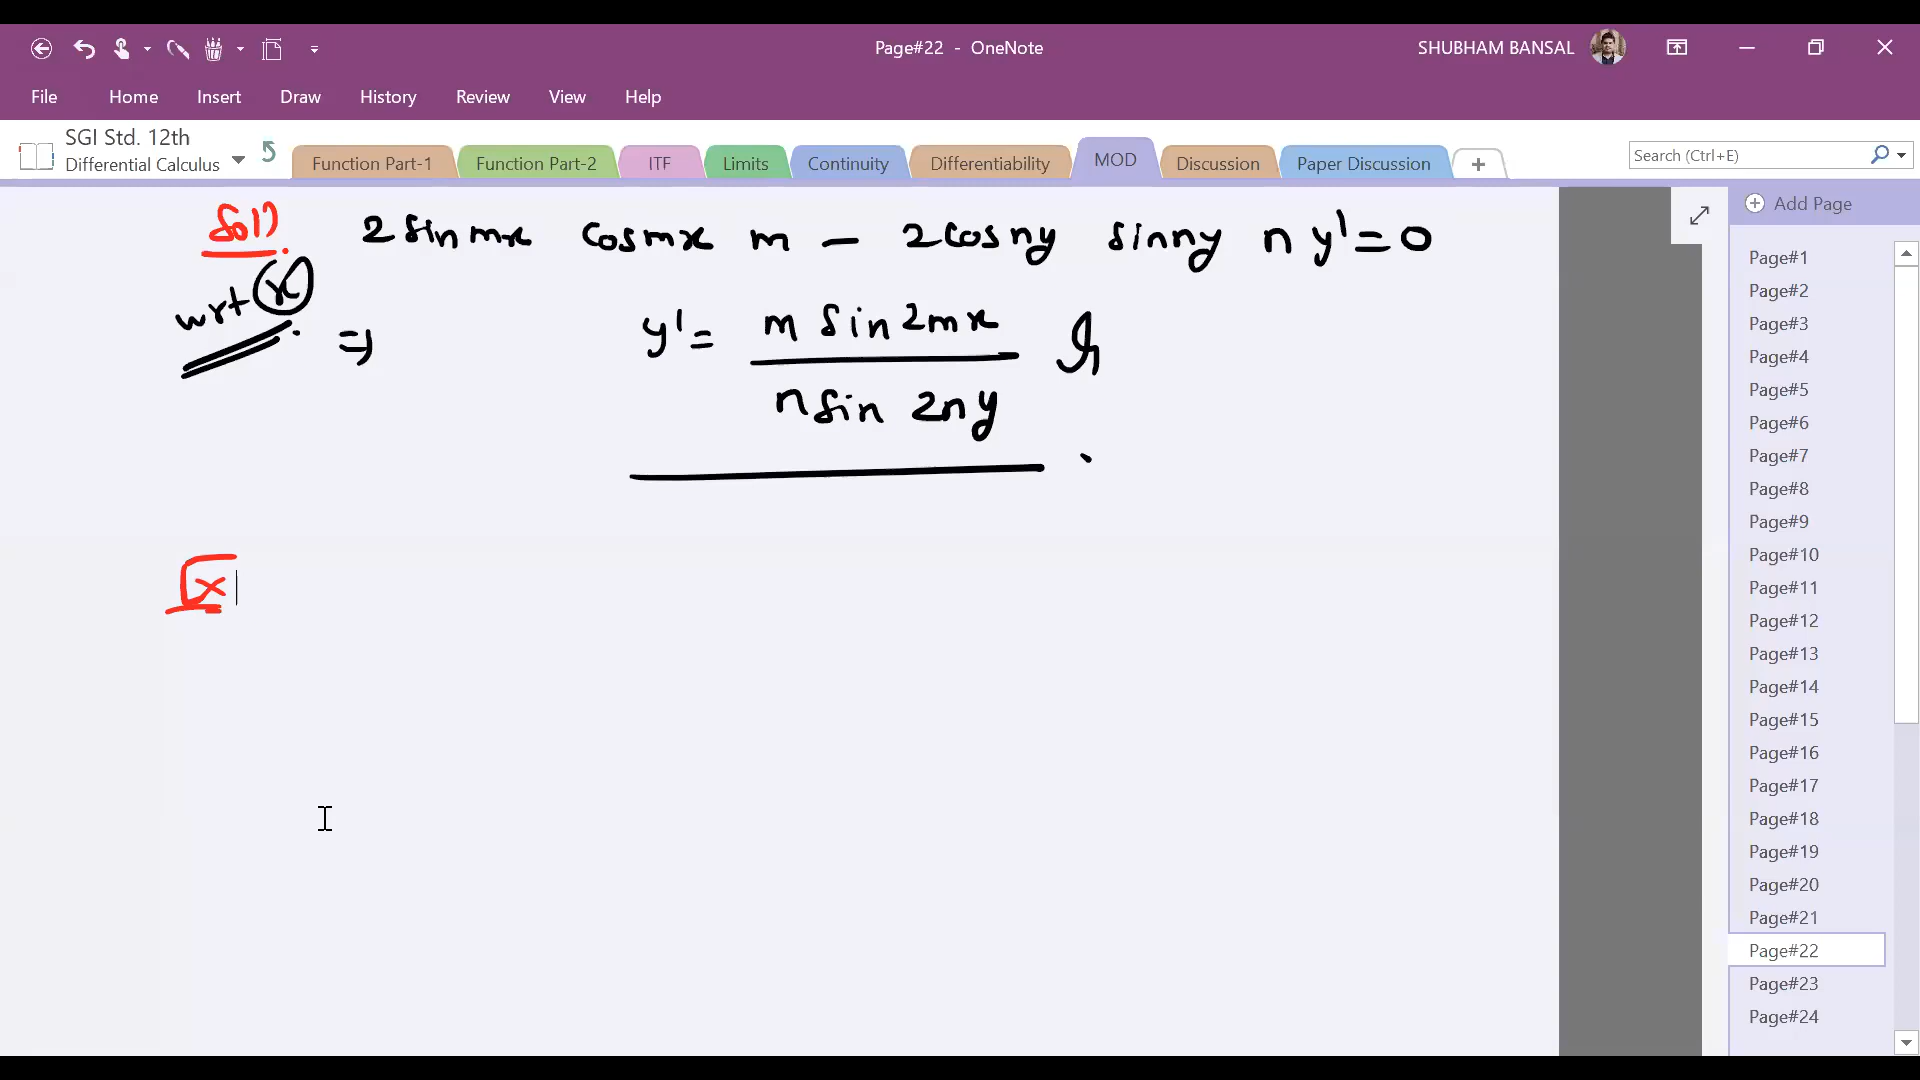 Page#22 - OneNote
SHUBHAM BANSAL
File Home Insert Draw History Review View Help
SGI Std. 12th
Differential Calculus
Function Part-1 Function Part-2 ITF Limits Continuity Differentiability MOD Discussion Paper Discussion +
Search (Ctrl+E)
Add Page
Sol)
2 sin mx cos mx m - 2 cos ny sin ny n y' = 0
wrt x
⇒ y' = m sin 2mx
n sin 2ny
Ex
Page#1
Page#2
Page#3
Page#4
Page#5
Page#6
Page#7
Page#8
Page#9
Page#10
Page#11
Page#12
Page#13
Page#14
Page#15
Page#16
Page#17
Page#18
Page#19
Page#20
Page#21
Page#22
Page#23
Page#24